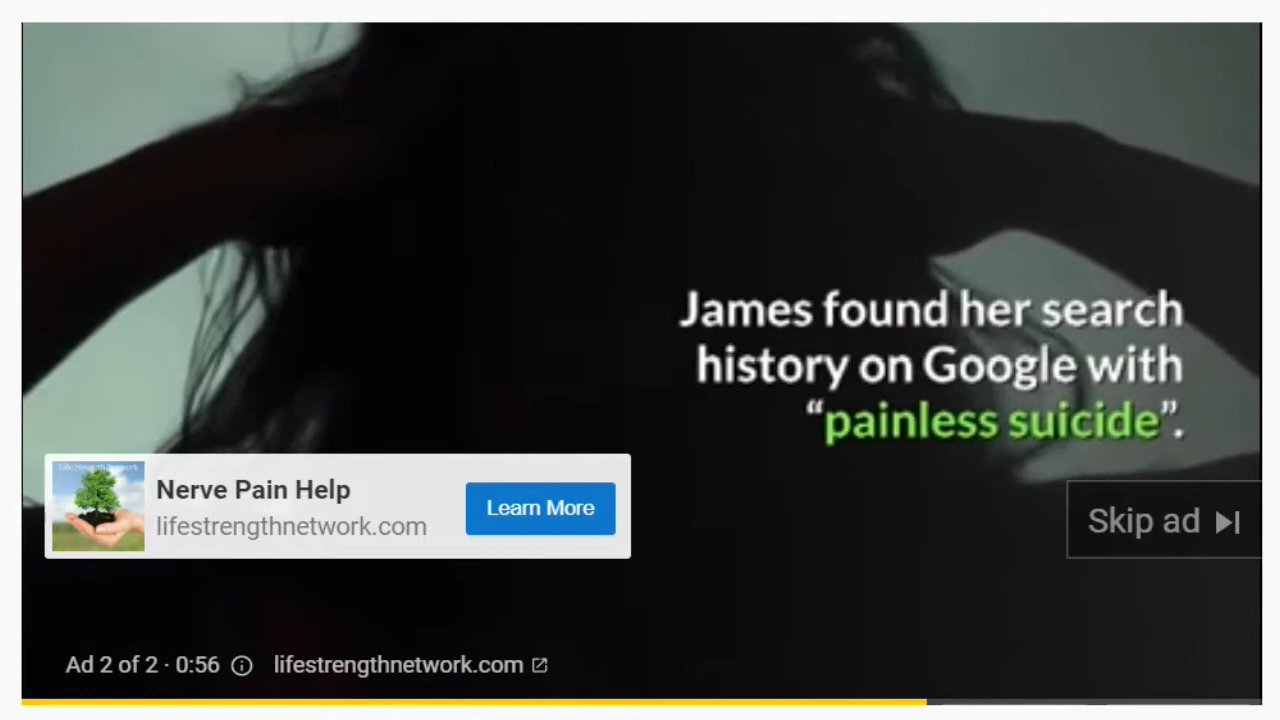 James found her search
history on Google with
“painless suicide”.
Nerve Pain Help
lifestrengthnetwork.com
Learn More
Skip ad
Ad 2 of 2 · 0:56 lifestrengthnetwork.com